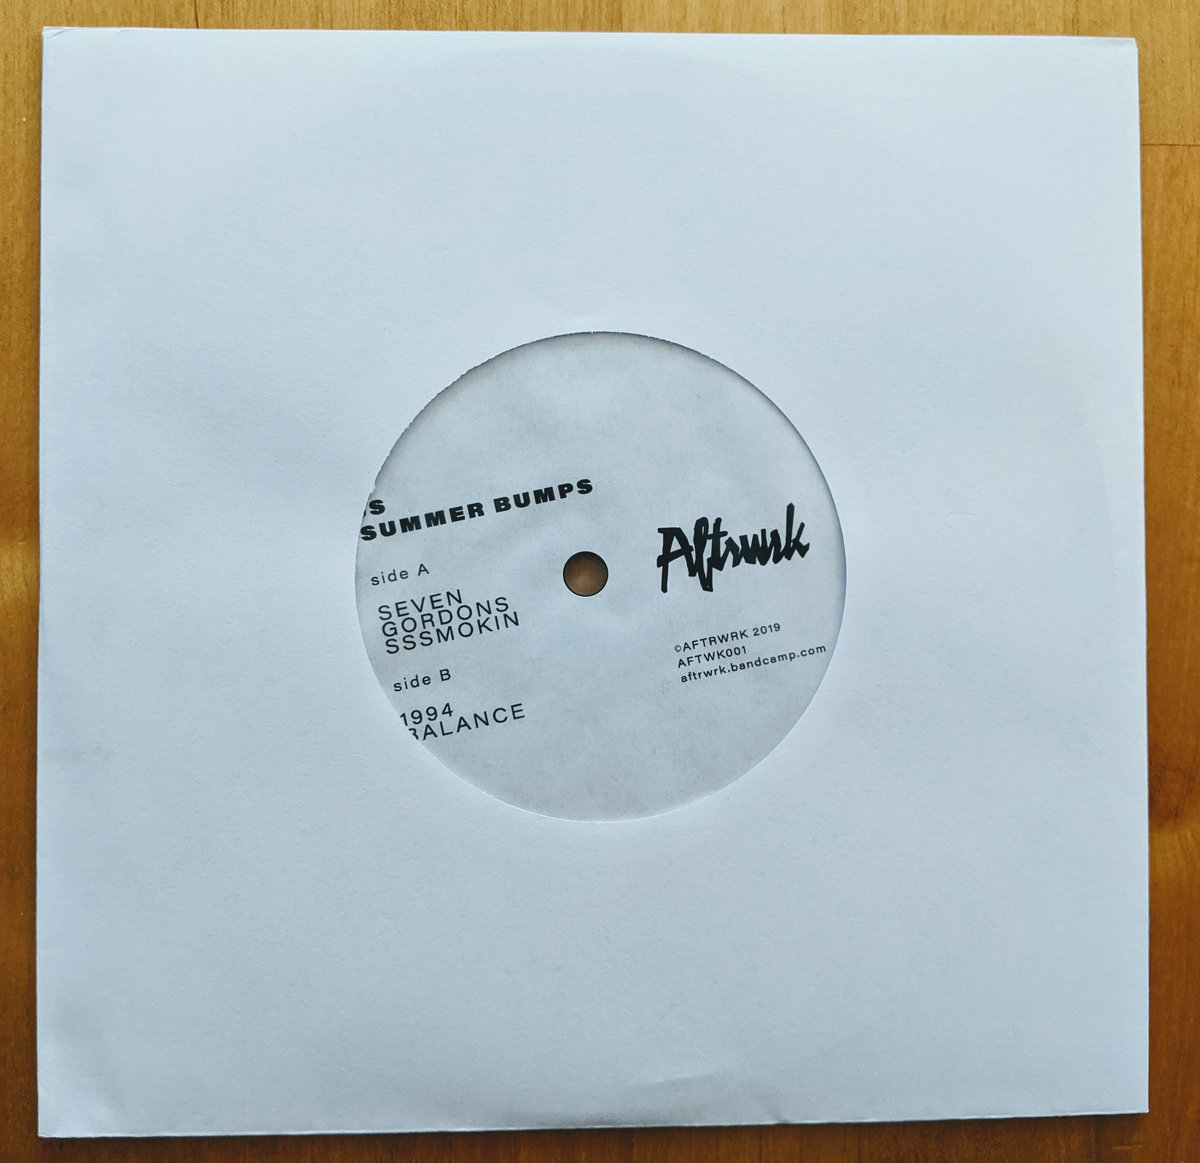 SUMMER BUMPS
side A
SEVEN
GORDONS
SSSMOKIN
side B
1994
BALANCE
Aftrwrk
©AFTRWRK 2019
AFTWK001
aftrwrk.bandcamp.com